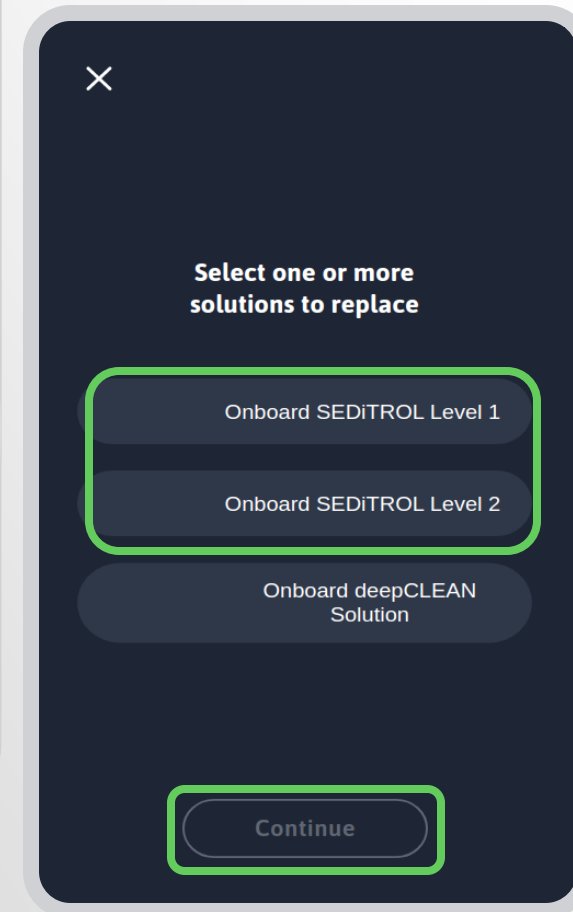 Select one or more
solutions to replace
Onboard SEDiTROL Level 1
Onboard SEDiTROL Level 2
Onboard deepCLEAN
Solution
Continue